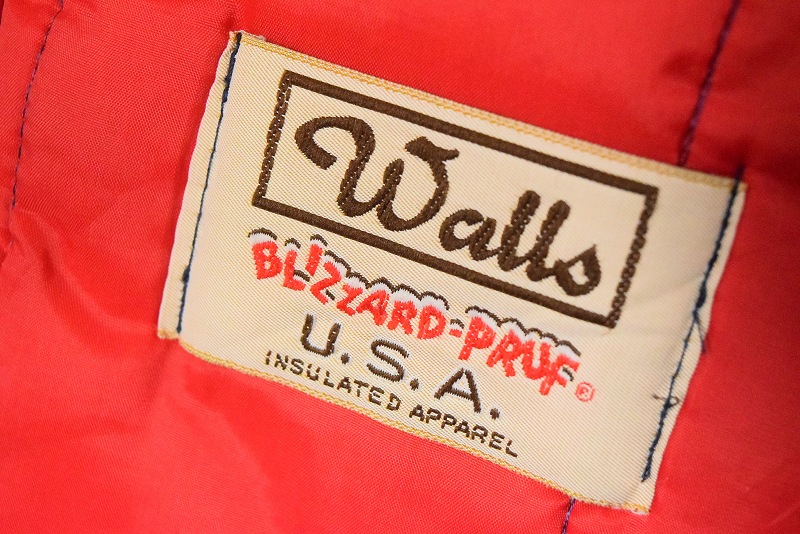 Walls
BLIZZARD-PRUF®
U.S.A.
INSULATED APPAREL